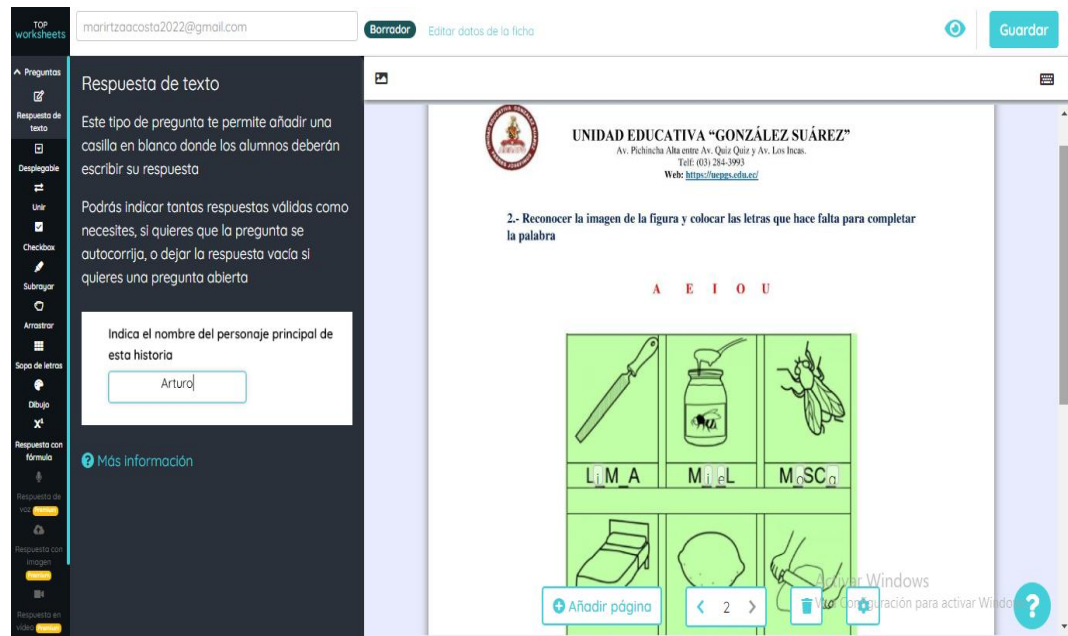 TOP
worksheets
marirtzaacosta2022@gmail.com
Borrador
Editar datos de la ficha
Guardar
Preguntas
Respuesta de
texto
Desplegable
Unir
Checkbox
Subrayar
Arrastrar
Sopa de letras
Dibujo
X¹
Respuesta con
fórmula
Respuesta de
voz Premium
Respuesta con
imagen
Premium
Respuesta en
vídeo Premium
Respuesta de texto
Este tipo de pregunta te permite añadir una
casilla en blanco donde los alumnos deberán
escribir su respuesta
Podrás indicar tantas respuestas válidas como
necesites, si quieres que la pregunta se
autocorrija, o dejar la respuesta vacía si
quieres una pregunta abierta
Indica el nombre del personaje principal de
esta historia
Arturo
? Más información
UNIDAD EDUCATIVA “GONZÁLEZ SUÁREZ”
Av. Pichincha Alta entre Av. Quiz Quiz y Av. Los Incas.
Telf: (03) 284-3993
Web: https://uepgs.edu.ec/
2.- Reconocer la imagen de la figura y colocar las letras que hace falta para completar
la palabra
A E I O U
LiM_A MieL MoSCa
Añadir página
2
Activar Windows
Configuración para activar
?